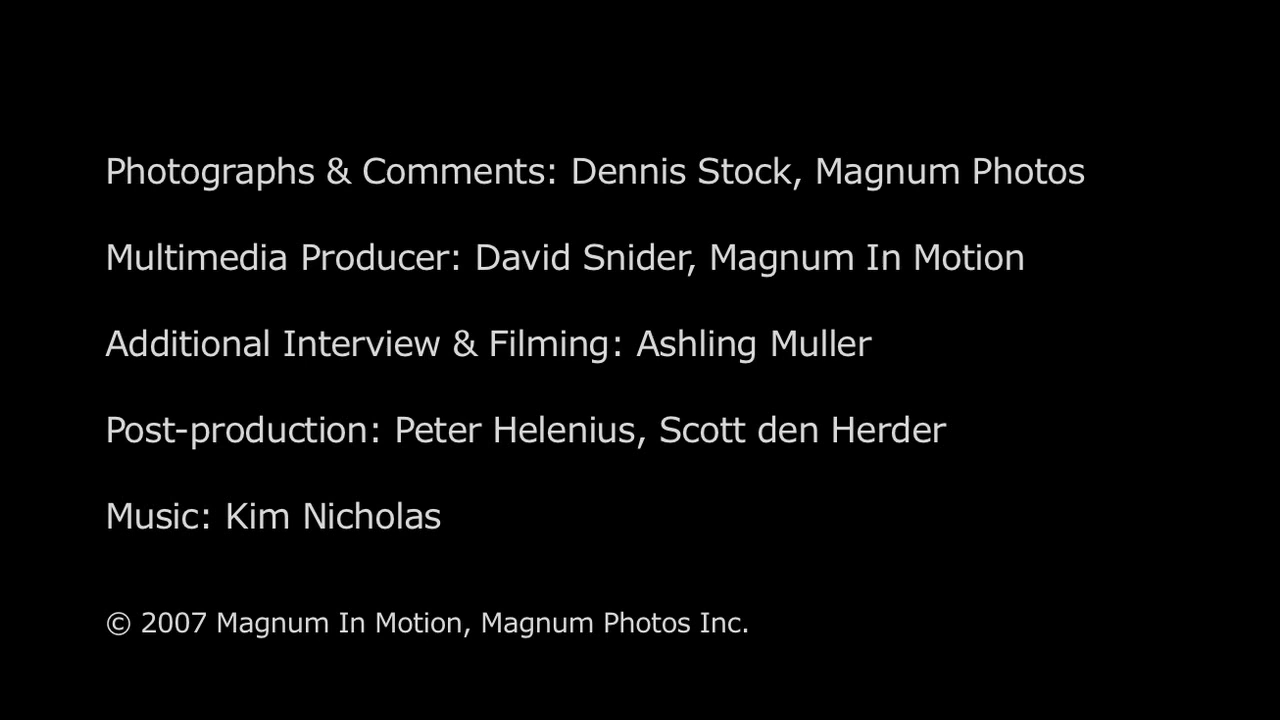 Photographs & Comments: Dennis Stock, Magnum Photos
Multimedia Producer: David Snider, Magnum In Motion
Additional Interview & Filming: Ashling Muller
Post-production: Peter Helenius, Scott den Herder
Music: Kim Nicholas
© 2007 Magnum In Motion, Magnum Photos Inc.